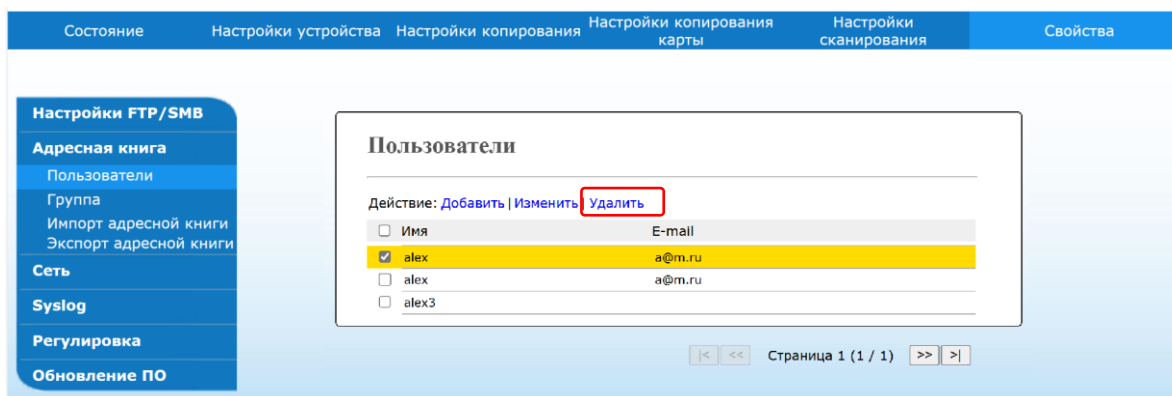 Состояние Настройки устройства Настройки копирования Настройки копирования карты Настройки сканирования Свойства
Настройки FTP/SMB
Адресная книга
Пользователи
Группа
Импорт адресной книги
Экспорт адресной книги
Сеть
Syslog
Регулировка
Обновление ПО
Пользователи
Действие: Добавить | Изменить | Удалить
Имя E-mail
alex a@m.ru
alex a@m.ru
alex3
|< << Страница 1 (1 / 1) >> >|